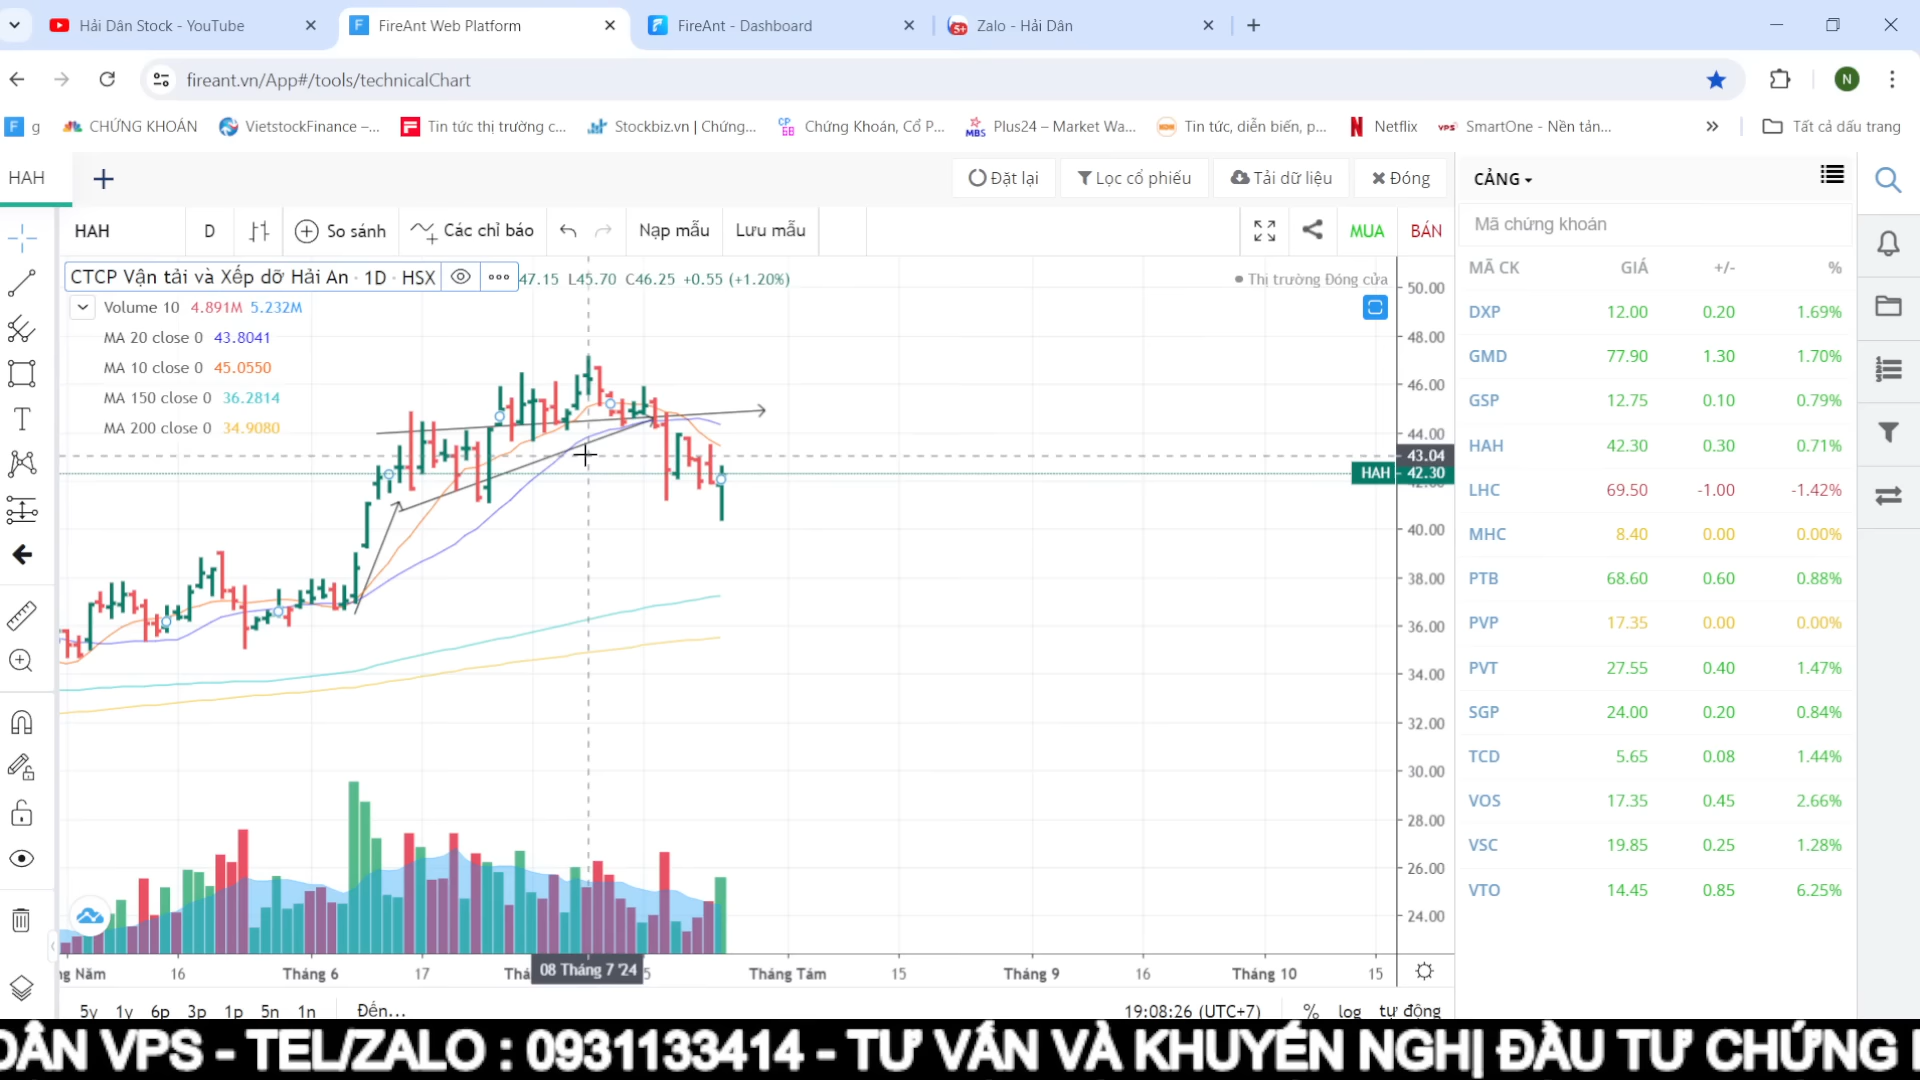 Hải Dân Stock - YouTube
FireAnt Web Platform
FireAnt - Dashboard
Zalo - Hải Dân
fireant.vn/App#/tools/technicalChart
N
g
CHỨNG KHOÁN
VietstockFinance –...
Tin tức thị trường c...
Stockbiz.vn | Chứng...
Chứng Khoán, Cổ P...
Plus24 – Market Wa...
Tin tức, diễn biến, p...
Netflix
SmartOne - Nền tản...
Tất cả dấu trang
HAH
Đặt lại
Lọc cổ phiếu
Tải dữ liệu
Đóng
CẢNG
HAH
D
So sánh
Các chỉ báo
Nạp mẫu
Lưu mẫu
MUA
BÁN
Mã chứng khoán
CTCP Vận tải và Xếp dỡ Hải An · 1D · HSX
47.15 L45.70 C46.25 +0.55 (+1.20%)
Thị trường Đóng cửa
Volume 10 4.891M 5.232M
MA 20 close 0 43.8041
MA 10 close 0 45.0550
MA 150 close 0 36.2814
MA 200 close 0 34.9080
50.00
48.00
46.00
44.00
43.04
HAH 42.30
40.00
38.00
36.00
34.00
32.00
30.00
28.00
26.00
24.00
MÃ CK GIÁ +/- %
DXP 12.00 0.20 1.69%
GMD 77.90 1.30 1.70%
GSP 12.75 0.10 0.79%
HAH 42.30 0.30 0.71%
LHC 69.50 -1.00 -1.42%
MHC 8.40 0.00 0.00%
PTB 68.60 0.60 0.88%
PVP 17.35 0.00 0.00%
PVT 27.55 0.40 1.47%
SGP 24.00 0.20 0.84%
TCD 5.65 0.08 1.44%
VOS 17.35 0.45 2.66%
VSC 19.85 0.25 1.28%
VTO 14.45 0.85 6.25%
ng Năm 16 Tháng 6 17 Thá 08 Tháng 7 '24 5 Tháng Tám 15 Tháng 9 16 Tháng 10 15
5y 1y 6p 3p 1p 5n 1n Đến...
19:08:26 (UTC+7) % log tự động
DÂN VPS - TEL/ZALO : 0931133414 - TƯ VẤN VÀ KHUYẾN NGHỊ ĐẦU TƯ CHỨNG